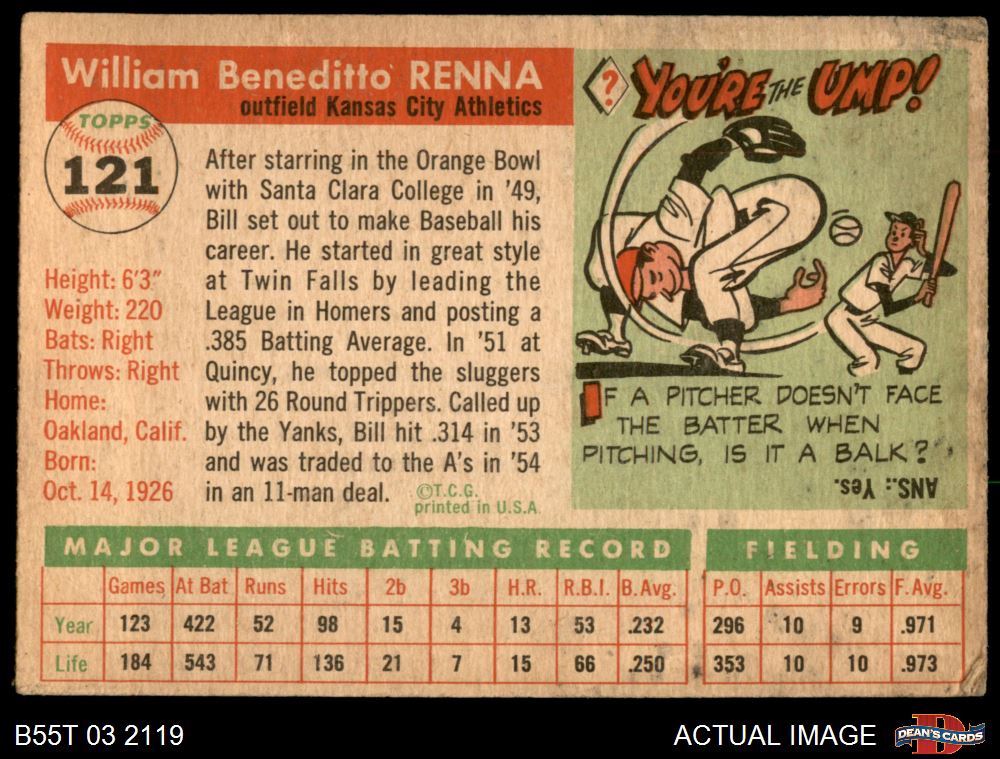 William Beneditto RENNA
outfield Kansas City Athletics
TOPPS
121
Height: 6'3"
Weight: 220
Bats: Right
Throws: Right
Home:
Oakland, Calif.
Born:
Oct. 14, 1926
After starring in the Orange Bowl
with Santa Clara College in '49,
Bill set out to make Baseball his
career. He started in great style
at Twin Falls by leading the
League in Homers and posting a
.385 Batting Average. In '51 at
Quincy, he topped the sluggers
with 26 Round Trippers. Called up
by the Yanks, Bill hit .314 in '53
and was traded to the A's in '54
in an 11-man deal.
©T.C.G.
printed in U.S.A.
? YOU'RE THE UMP!
IF A PITCHER DOESN'T FACE
THE BATTER WHEN
PITCHING, IS IT A BALK?
ANS.: Yes.
MAJOR LEAGUE BATTING RECORD
Games At Bat Runs Hits 2b 3b H.R. R.B.I. B.Avg.
Year 123 422 52 98 15 4 13 53 .232
Life 184 543 71 136 21 7 15 66 .250
FIELDING
P.O. Assists Errors F.Avg.
296 10 9 .971
353 10 10 .973
B55T 03 2119
ACTUAL IMAGE
D
DEAN'S CARDS